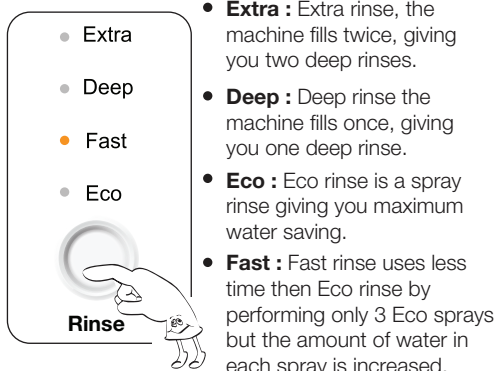 Extra
Deep
Fast
Eco
Rinse
• Extra : Extra rinse, the
machine fills twice, giving
you two deep rinses.
• Deep : Deep rinse the
machine fills once, giving
you one deep rinse.
• Eco : Eco rinse is a spray
rinse giving you maximum
water saving.
• Fast : Fast rinse uses less
time then Eco rinse by
performing only 3 Eco sprays
but the amount of water in
each spray is increased.